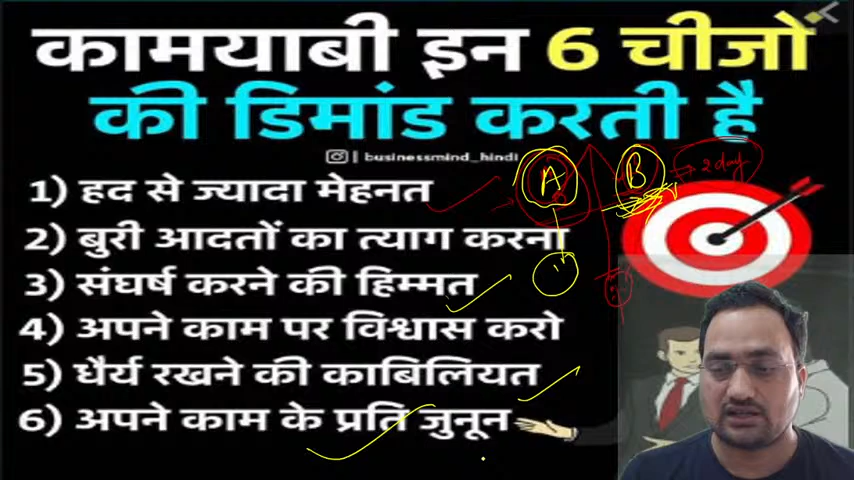 कामयाबी इन 6 चीजो
की डिमांड करती है
businessmind_hindi
1) हद से ज्यादा मेहनत
A
B
2 day
2) बुरी आदतों का त्याग करना
3) संघर्ष करने की हिम्मत
4) अपने काम पर विश्वास करो
5) धैर्य रखने की काबिलियत
6) अपने काम के प्रति जुनून